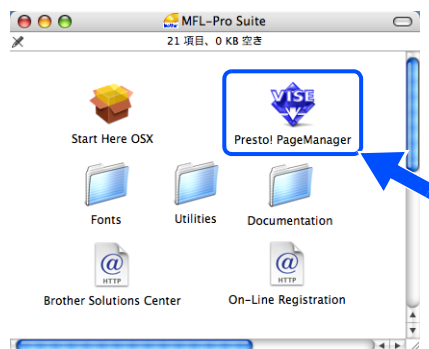 MFL-Pro Suite
21 項目、0 KB 空き
VISE
Start Here OSX
Presto! PageManager
Fonts
Utilities
Documentation
@
HTTP
@
HTTP
Brother Solutions Center
On-Line Registration